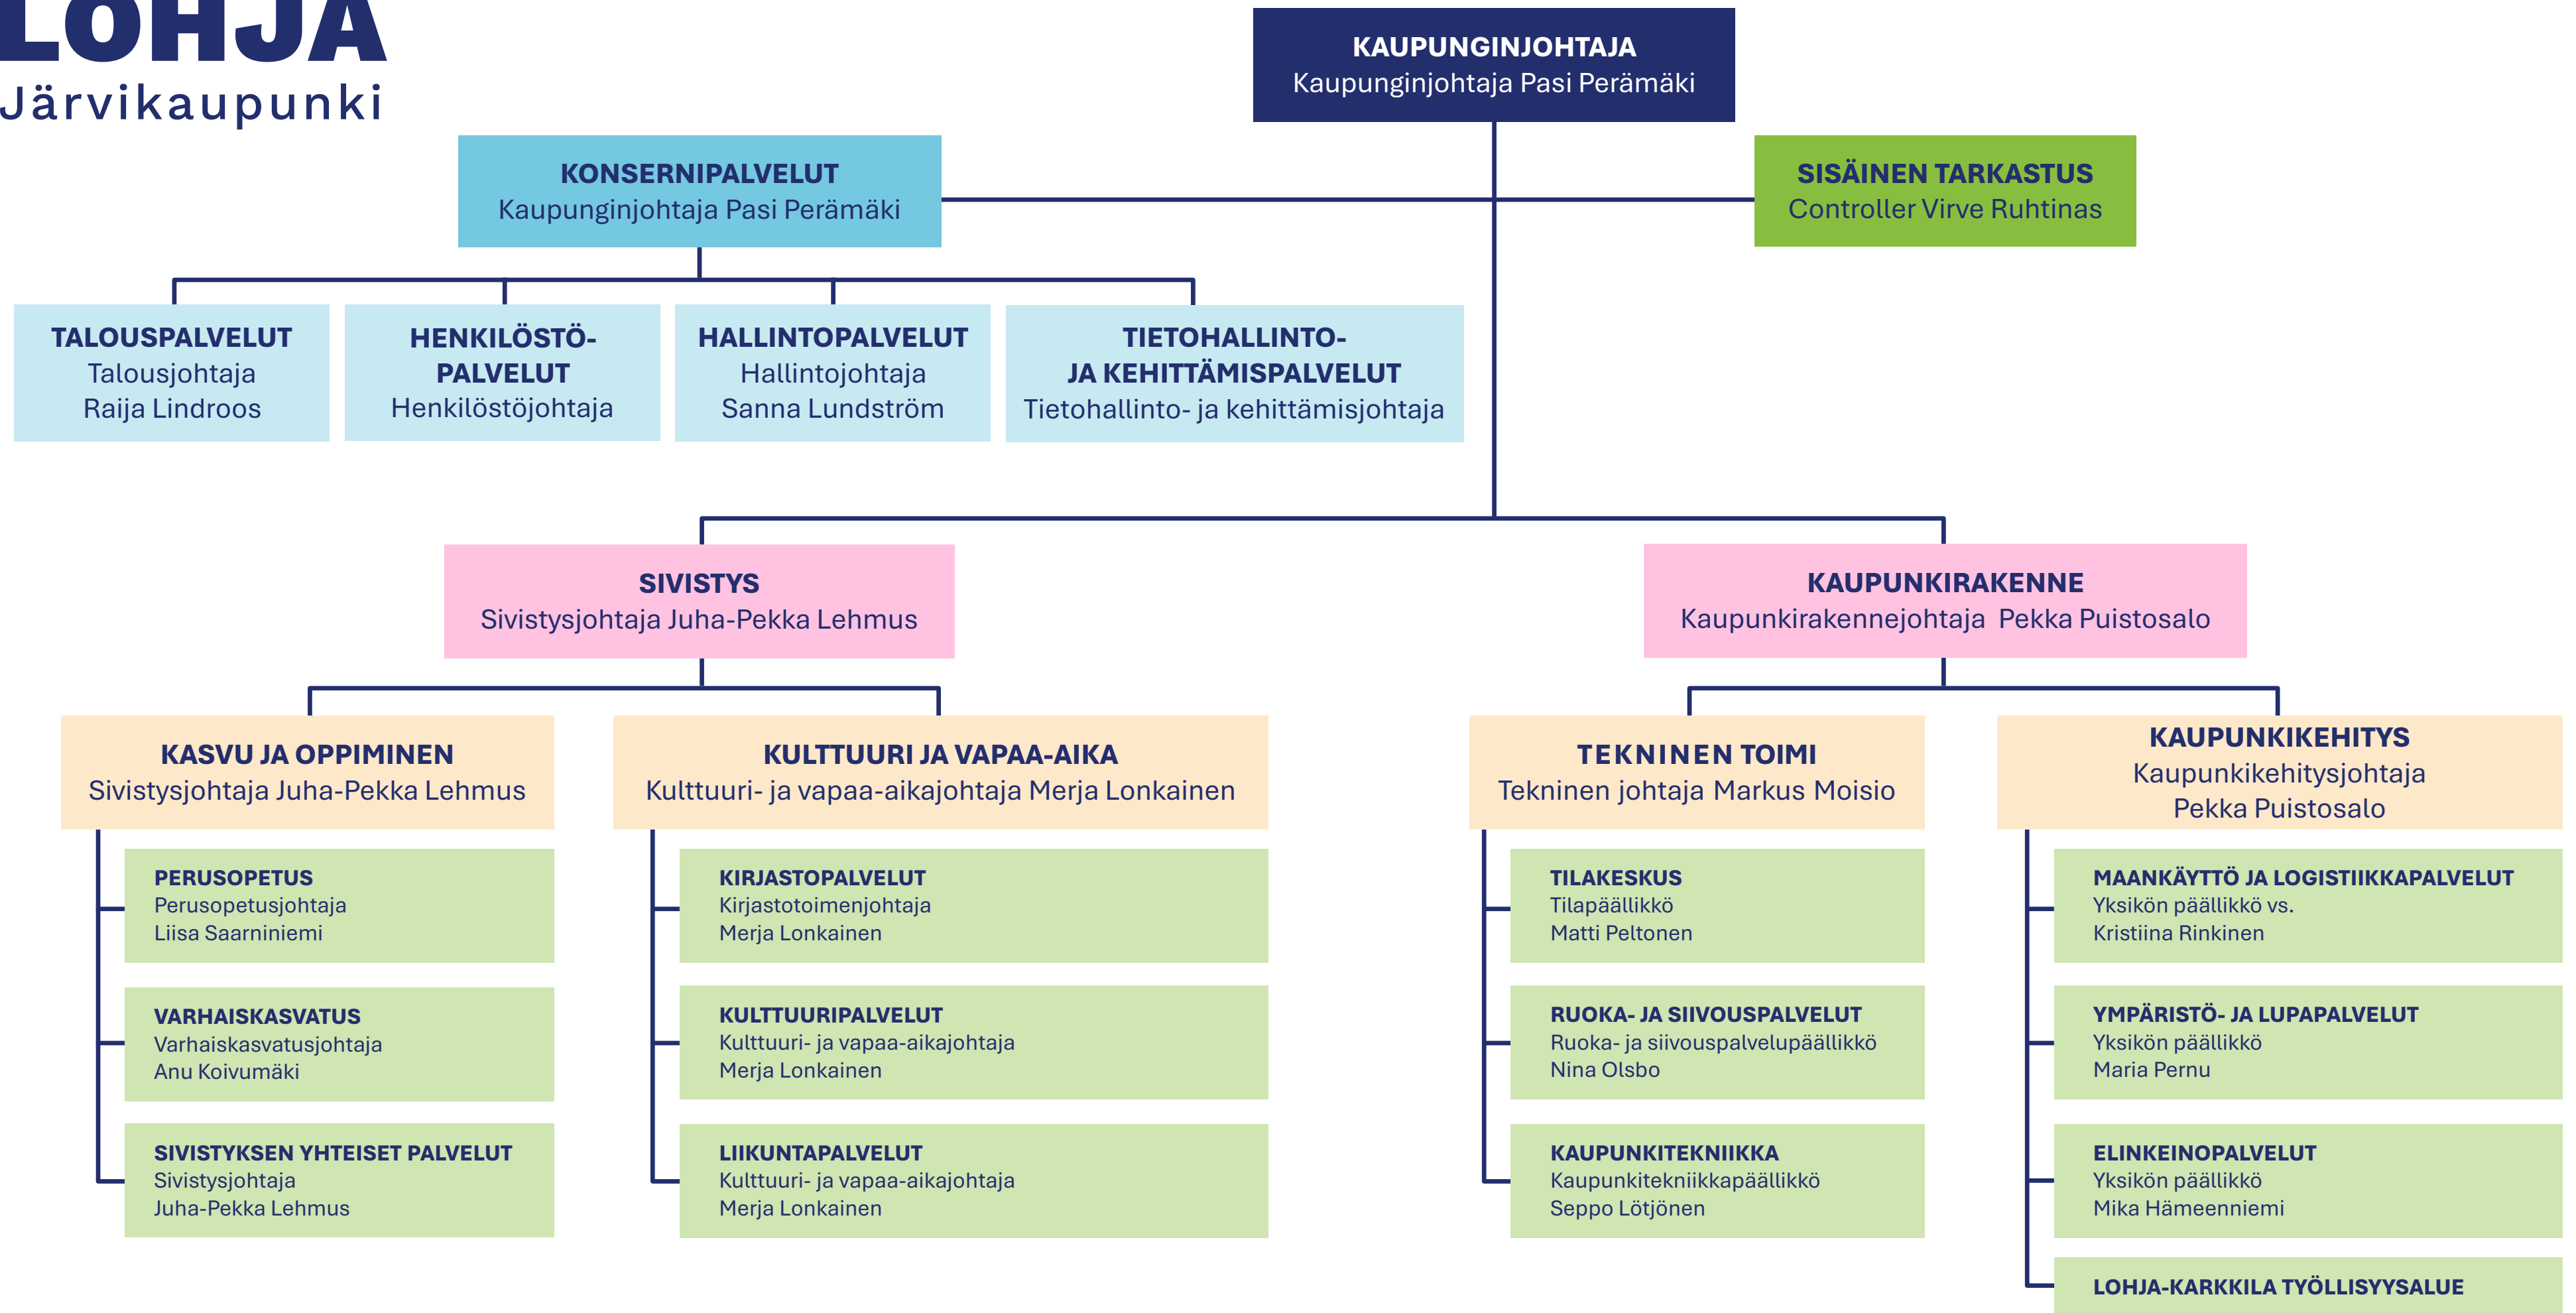 LOHJA
Järvikaupunki
KAUPUNGINJOHTAJA
Kaupunginjohtaja Pasi Perämäki
KONSERNIPALVELUT
Kaupunginjohtaja Pasi Perämäki
SISÄINEN TARKASTUS
Controller Virve Ruhtinas
TALOUSPALVELUT
Talousjohtaja
Raija Lindroos
HENKILÖSTÖ-
PALVELUT
Henkilöstöjohtaja
HALLINTOPALVELUT
Hallintojohtaja
Sanna Lundström
TIETOHALLINTO-
JA KEHITTÄMISPALVELUT
Tietohallinto- ja kehittämisjohtaja
SIVISTYS
Sivistysjohtaja Juha-Pekka Lehmus
KAUPUNKIRAKENNE
Kaupunkirakennejohtaja Pekka Puistosalo
KASVU JA OPPIMINEN
Sivistysjohtaja Juha-Pekka Lehmus
PERUSOPETUS
Perusopetusjohtaja
Liisa Saarniniemi
VARHAISKASVATUS
Varhaiskasvatusjohtaja
Anu Koivumäki
SIVISTYKSEN YHTEISET PALVELUT
Sivistysjohtaja
Juha-Pekka Lehmus
KULTTUURI JA VAPAA-AIKA
Kulttuuri- ja vapaa-aikajohtaja Merja Lonkainen
KIRJASTOPALVELUT
Kirjastotoimenjohtaja
Merja Lonkainen
KULTTUURIPALVELUT
Kulttuuri- ja vapaa-aikajohtaja
Merja Lonkainen
LIIKUNTAPALVELUT
Kulttuuri- ja vapaa-aikajohtaja
Merja Lonkainen
TEKNINEN TOIMI
Tekninen johtaja Markus Moisio
TILAKESKUS
Tilapäällikkö
Matti Peltonen
RUOKA- JA SIIVOUSPALVELUT
Ruoka- ja siivouspalvelupäällikkö
Nina Olsbo
KAUPUNKITEKNIIKKA
Kaupunkitekniikkapäällikkö
Seppo Lötjönen
KAUPUNKIKEHITYS
Kaupunkikehitysjohtaja
Pekka Puistosalo
MAANKÄYTTÖ JA LOGISTIIKKAPALVELUT
Yksikön päällikkö vs.
Kristiina Rinkinen
YMPÄRISTÖ- JA LUPAPALVELUT
Yksikön päällikkö
Maria Pernu
ELINKEINOPALVELUT
Yksikön päällikkö
Mika Hämeenniemi
LOHJA-KARKKILA TYÖLLISYYSALUE